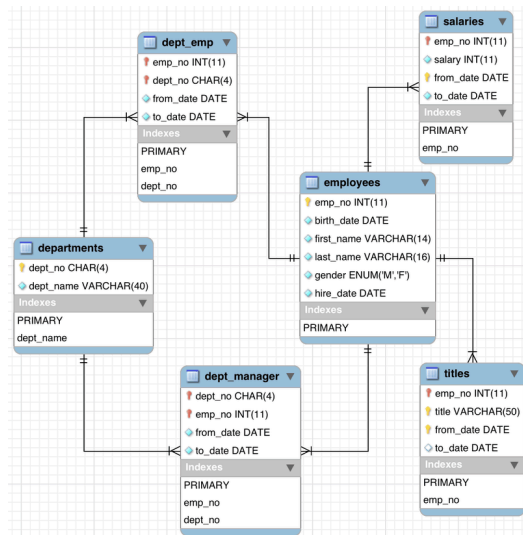 dept_emp
emp_no INT(11)
dept_no CHAR(4)
from_date DATE
to_date DATE
Indexes
PRIMARY
emp_no
dept_no
salaries
emp_no INT(11)
salary INT(11)
from_date DATE
to_date DATE
Indexes
PRIMARY
emp_no
employees
emp_no INT(11)
birth_date DATE
first_name VARCHAR(14)
last_name VARCHAR(16)
gender ENUM('M','F')
hire_date DATE
Indexes
PRIMARY
departments
dept_no CHAR(4)
dept_name VARCHAR(40)
Indexes
PRIMARY
dept_name
dept_manager
dept_no CHAR(4)
emp_no INT(11)
from_date DATE
to_date DATE
Indexes
PRIMARY
emp_no
dept_no
titles
emp_no INT(11)
title VARCHAR(50)
from_date DATE
to_date DATE
Indexes
PRIMARY
emp_no